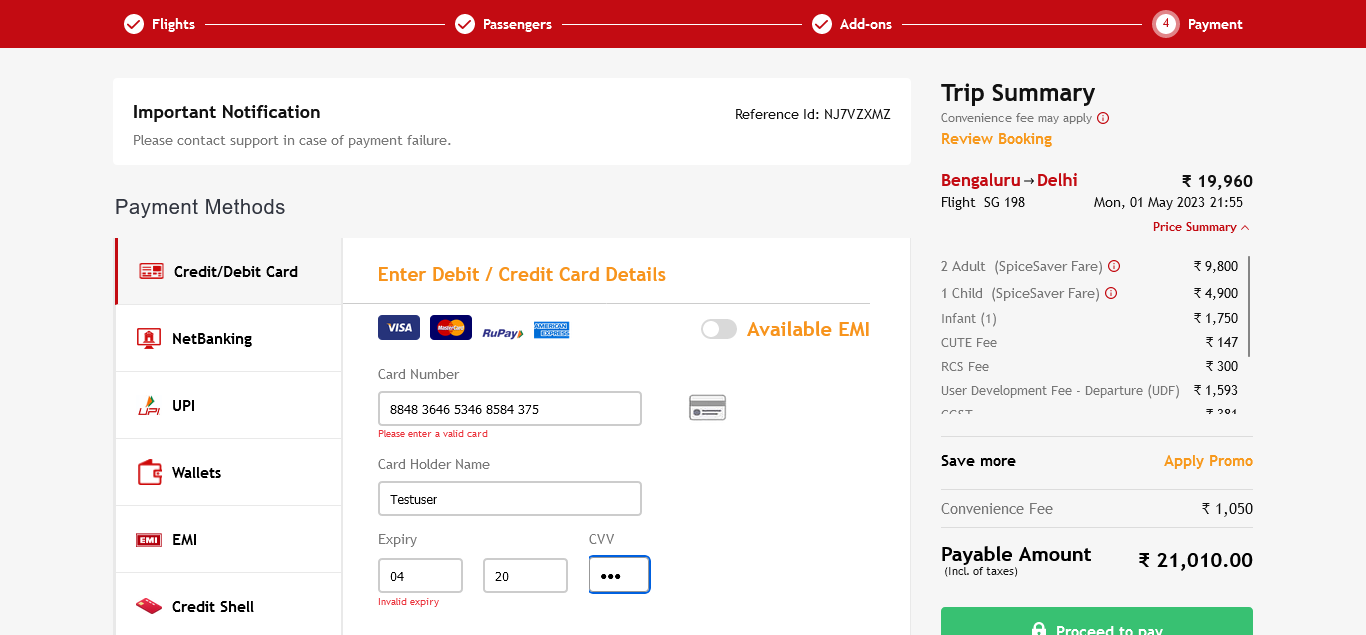 Flights
Passengers
Add-ons
4 Payment
Important Notification
Reference Id: NJ7VZXMZ
Please contact support in case of payment failure.
Payment Methods
Credit/Debit Card
NetBanking
UPI
UPI
Wallets
EMI EMI
Credit Shell
Enter Debit / Credit Card Details
VISA MasterCard RuPay AMERICAN EXPRESS
Available EMI
Card Number
8848 3646 5346 8584 375
Please enter a valid card
Card Holder Name
Testuser
Expiry CVV
04 20 •••
Invalid expiry
Trip Summary
Convenience fee may apply
Review Booking
Bengaluru→Delhi ₹ 19,960
Flight SG 198 Mon, 01 May 2023 21:55
Price Summary
2 Adult (SpiceSaver Fare) ₹ 9,800
1 Child (SpiceSaver Fare) ₹ 4,900
Infant (1) ₹ 1,750
CUTE Fee ₹ 147
RCS Fee ₹ 300
User Development Fee - Departure (UDF) ₹ 1,593
CGST ₹ 381
Save more Apply Promo
Convenience Fee ₹ 1,050
Payable Amount ₹ 21,010.00
(Incl. of taxes)
Proceed to pay